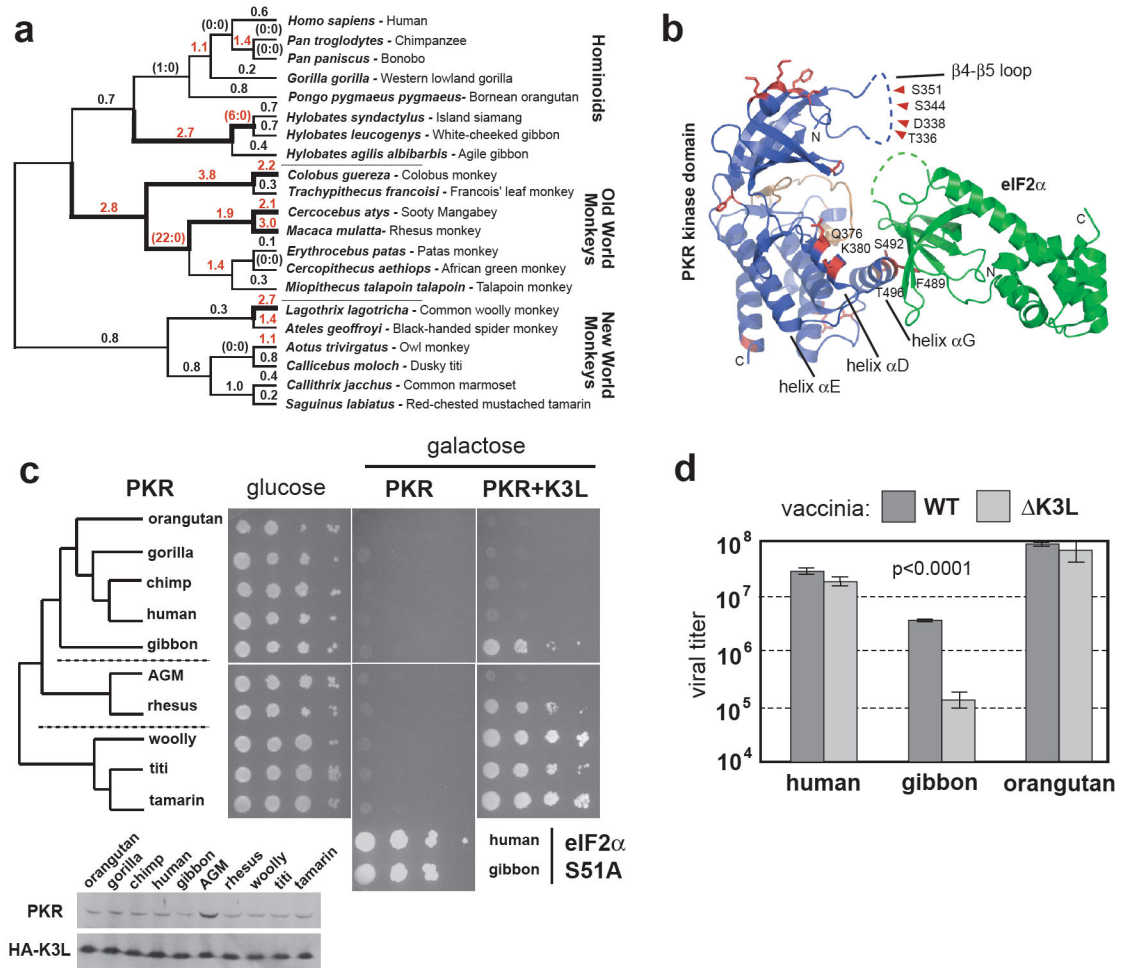 a
0.6
Homo sapiens - Human
(0:0)
(0:0)
1.1
1.4
Pan troglodytes - Chimpanzee
(0:0)
Pan paniscus - Bonobo
(1:0)
0.2
Gorilla gorilla - Western lowland gorilla
0.8
Pongo pygmaeus pygmaeus- Bornean orangutan
0.7
(6:0)
0.7
Hylobates syndactylus - Island siamang
2.7
0.7
Hylobates leucogenys - White-cheeked gibbon
0.4
Hylobates agilis albibarbis - Agile gibbon
2.2
3.8
Colobus guereza - Colobus monkey
0.3
Trachypithecus francoisi - Francois' leaf monkey
2.8
2.1
1.9
Cercocebus atys - Sooty Mangabey
3.0
Macaca mulatta- Rhesus monkey
(22:0)
0.1
Erythrocebus patas - Patas monkey
1.4
(0:0)
Cercopithecus aethiops - African green monkey
0.3
Miopithecus talapoin talapoin - Talapoin monkey
2.7
0.3
Lagothrix lagotricha - Common woolly monkey
1.4
Ateles geoffroyi - Black-handed spider monkey
0.8
1.1
(0:0)
Aotus trivirgatus - Owl monkey
0.8
Callicebus moloch - Dusky titi
0.8
0.4
1.0
Callithrix jacchus - Common marmoset
0.2
Saguinus labiatus - Red-chested mustached tamarin
Hominoids
Old World
Monkeys
New World
Monkeys
b
PKR kinase domain
β4-β5 loop
S351
S344
D338
T336
N
eIF2α
C
Q376
K380
S492
F489
T496
N
C
helix αG
helix αD
helix αE
c
galactose
PKR
glucose
PKR
PKR+K3L
orangutan
gorilla
chimp
human
gibbon
AGM
rhesus
woolly
titi
tamarin
human
gibbon
eIF2α
S51A
orangutan
gorilla
chimp
human
gibbon
AGM
rhesus
woolly
titi
tamarin
PKR
HA-K3L
d
vaccinia:
WT
ΔK3L
10⁸
p<0.0001
10⁷
10⁶
10⁵
10⁴
viral titer
human
gibbon
orangutan